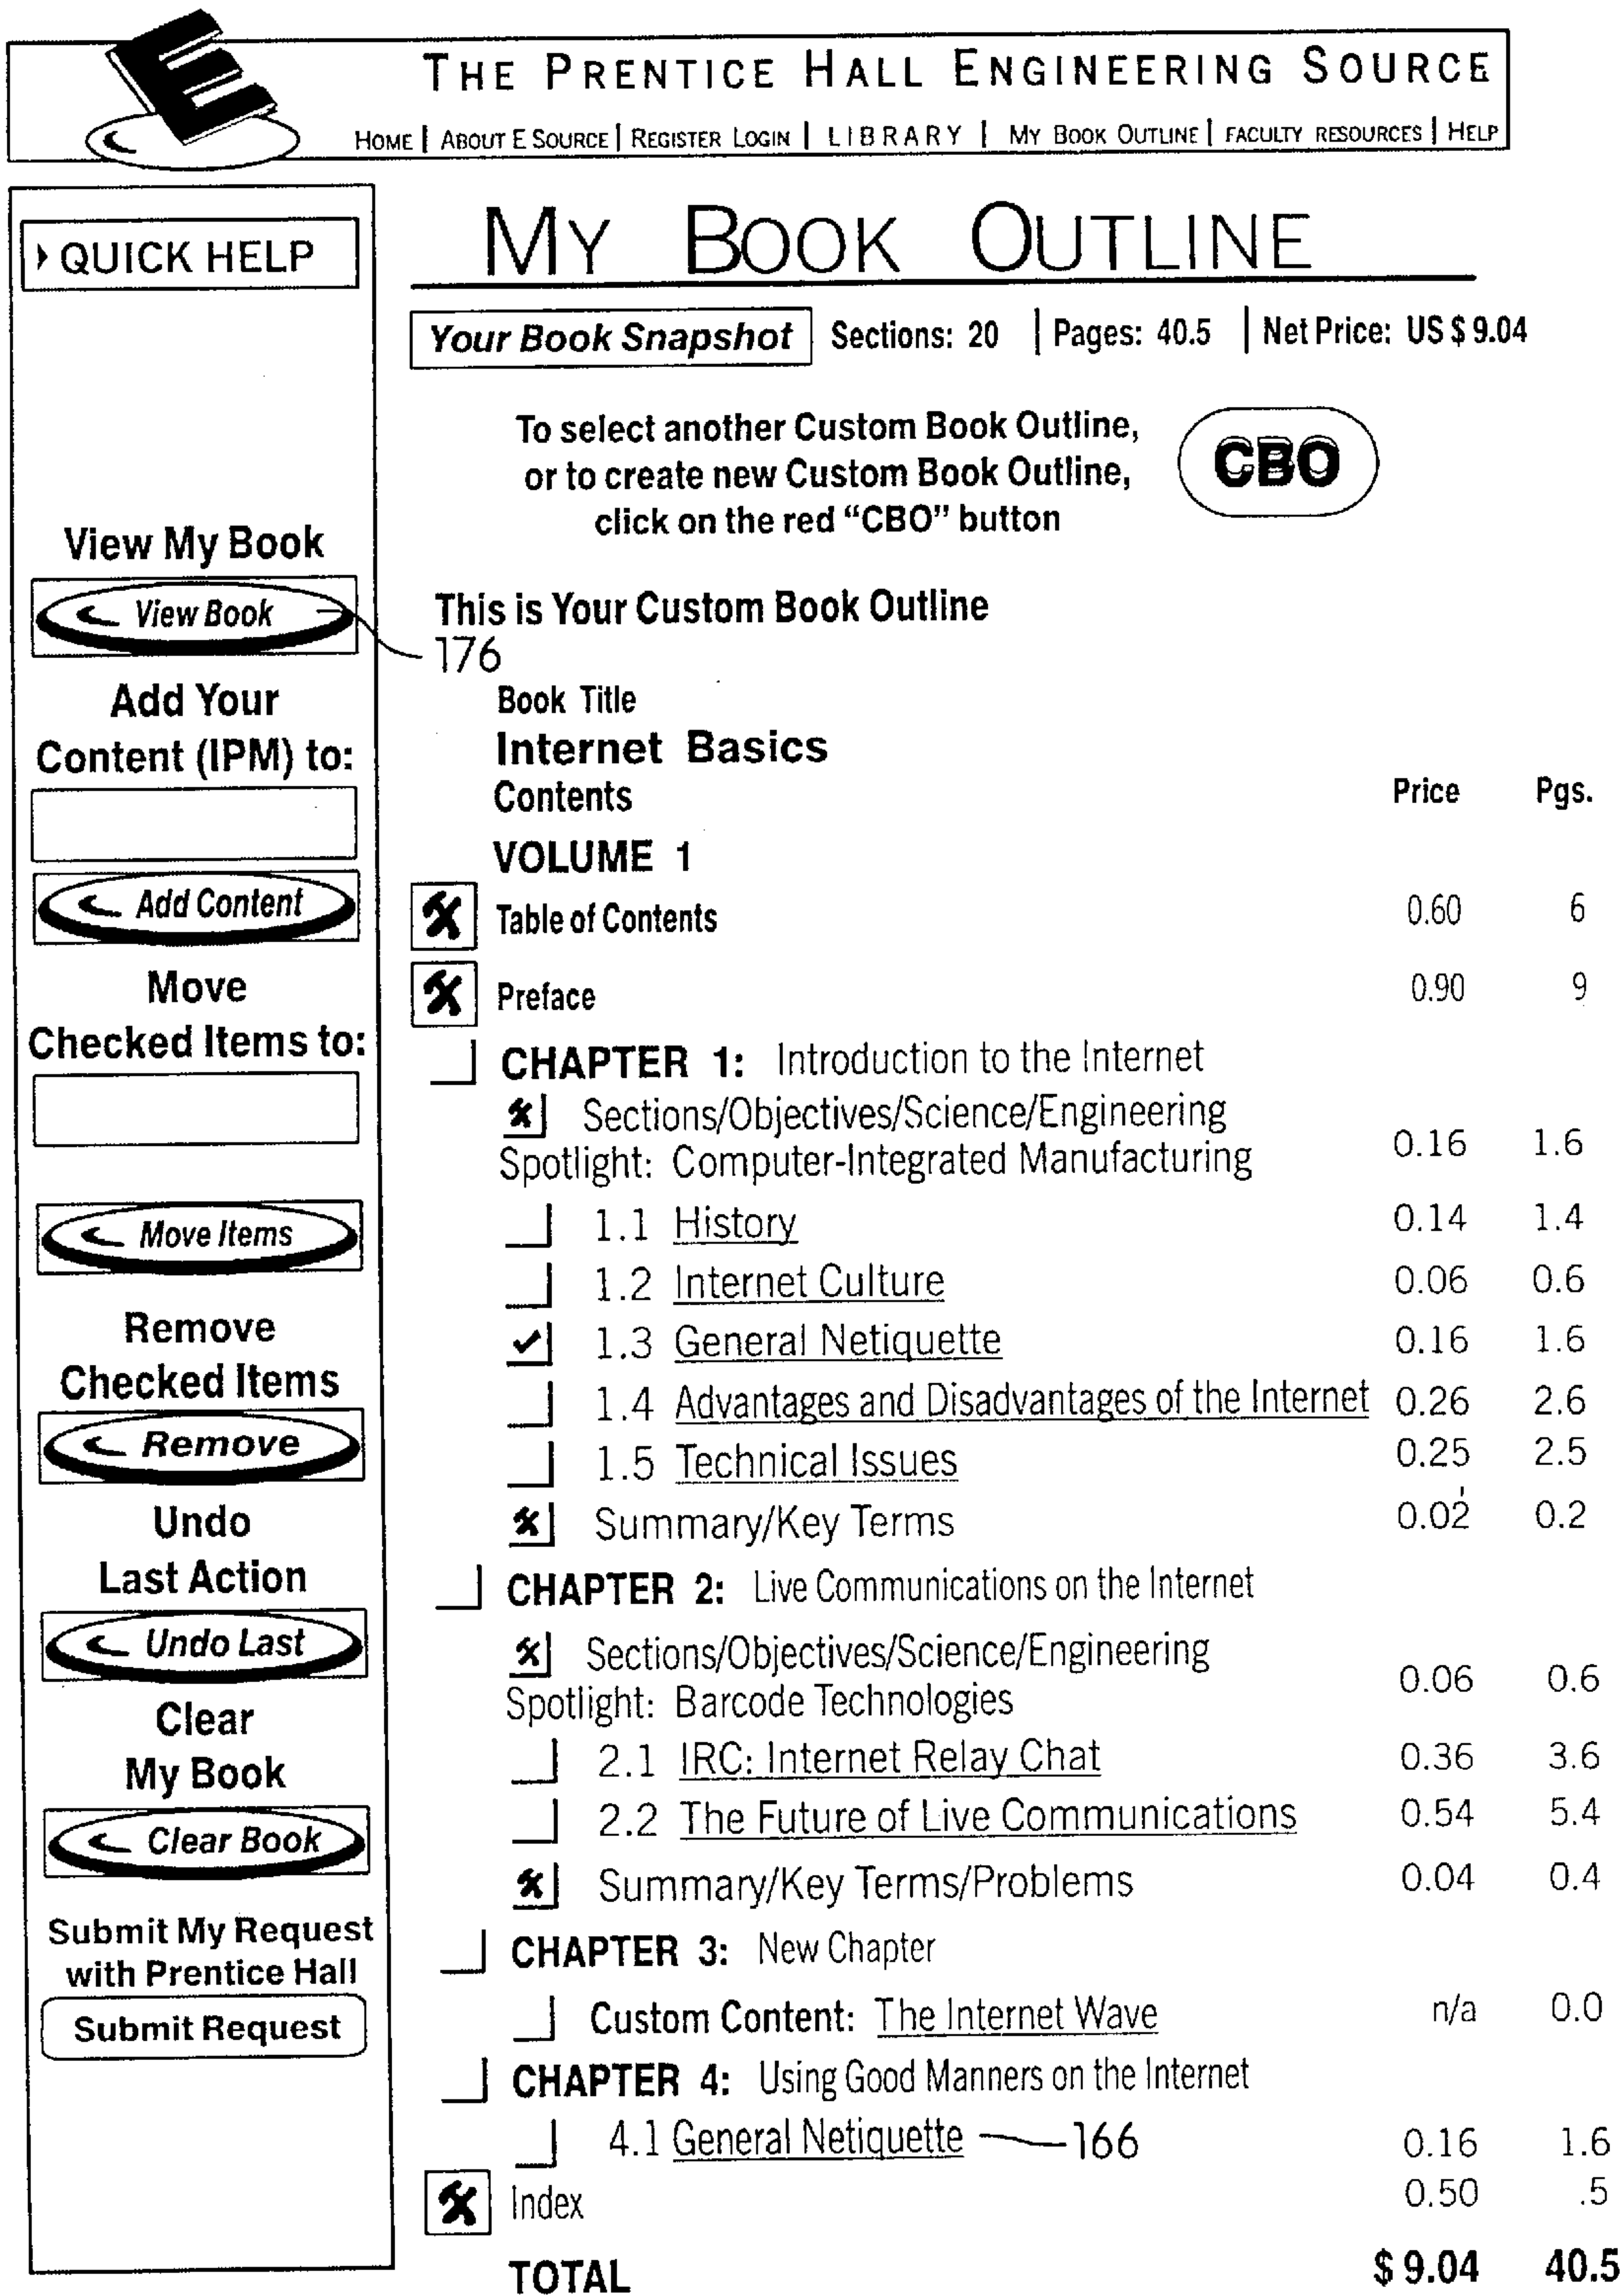 THE PRENTICE HALL ENGINEERING SOURCE
HOME | ABOUT E SOURCE | REGISTER LOGIN | LIBRARY | MY BOOK OUTLINE | FACULTY RESOURCES | HELP
QUICK HELP
View My Book
View Book
Add Your
Content (IPM) to:
Add Content
Move
Checked Items to:
Move Items
Remove
Checked Items
Remove
Undo
Last Action
Undo Last
Clear
My Book
Clear Book
Submit My Request
with Prentice Hall
Submit Request
MY BOOK OUTLINE
Your Book Snapshot Sections: 20 | Pages: 40.5 | Net Price: US $ 9.04
To select another Custom Book Outline,
or to create new Custom Book Outline,
click on the red “CBO” button
CBO
This is Your Custom Book Outline
176
Book Title
Internet Basics
Contents Price Pgs.
VOLUME 1
Table of Contents 0.60 6
Preface 0.90 9
CHAPTER 1: Introduction to the Internet
Sections/Objectives/Science/Engineering
Spotlight: Computer-Integrated Manufacturing 0.16 1.6
1.1 History 0.14 1.4
1.2 Internet Culture 0.06 0.6
1.3 General Netiquette 0.16 1.6
1.4 Advantages and Disadvantages of the Internet 0.26 2.6
1.5 Technical Issues 0.25 2.5
Summary/Key Terms 0.02 0.2
CHAPTER 2: Live Communications on the Internet
Sections/Objectives/Science/Engineering
Spotlight: Barcode Technologies 0.06 0.6
2.1 IRC: Internet Relay Chat 0.36 3.6
2.2 The Future of Live Communications 0.54 5.4
Summary/Key Terms/Problems 0.04 0.4
CHAPTER 3: New Chapter
Custom Content: The Internet Wave n/a 0.0
CHAPTER 4: Using Good Manners on the Internet
4.1 General Netiquette 166 0.16 1.6
Index 0.50 .5
TOTAL $ 9.04 40.5